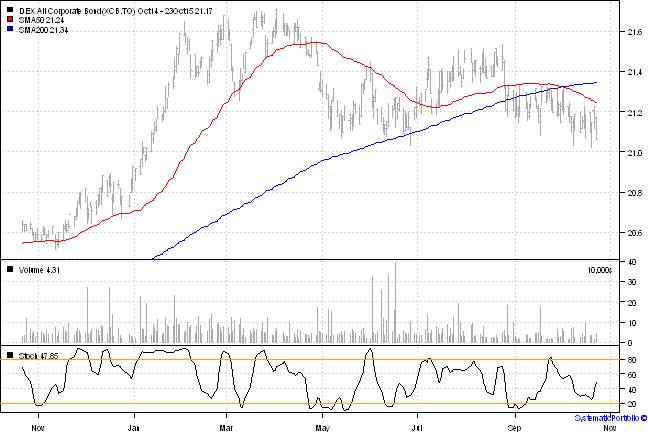 DEX All Corporate Bond(XCB.TO) Oct14 - 23Oct15 21.17
SMA50 21.24
SMA200 21.34
21.6
21.4
21.2
21.0
20.8
20.6
Volume 4.31
10,000s
40
30
20
10
0
Stoch 47.85
80
60
40
20
Nov
Jan
Mar
May
Jul
Sep
Nov
SystematicPortfolio ©